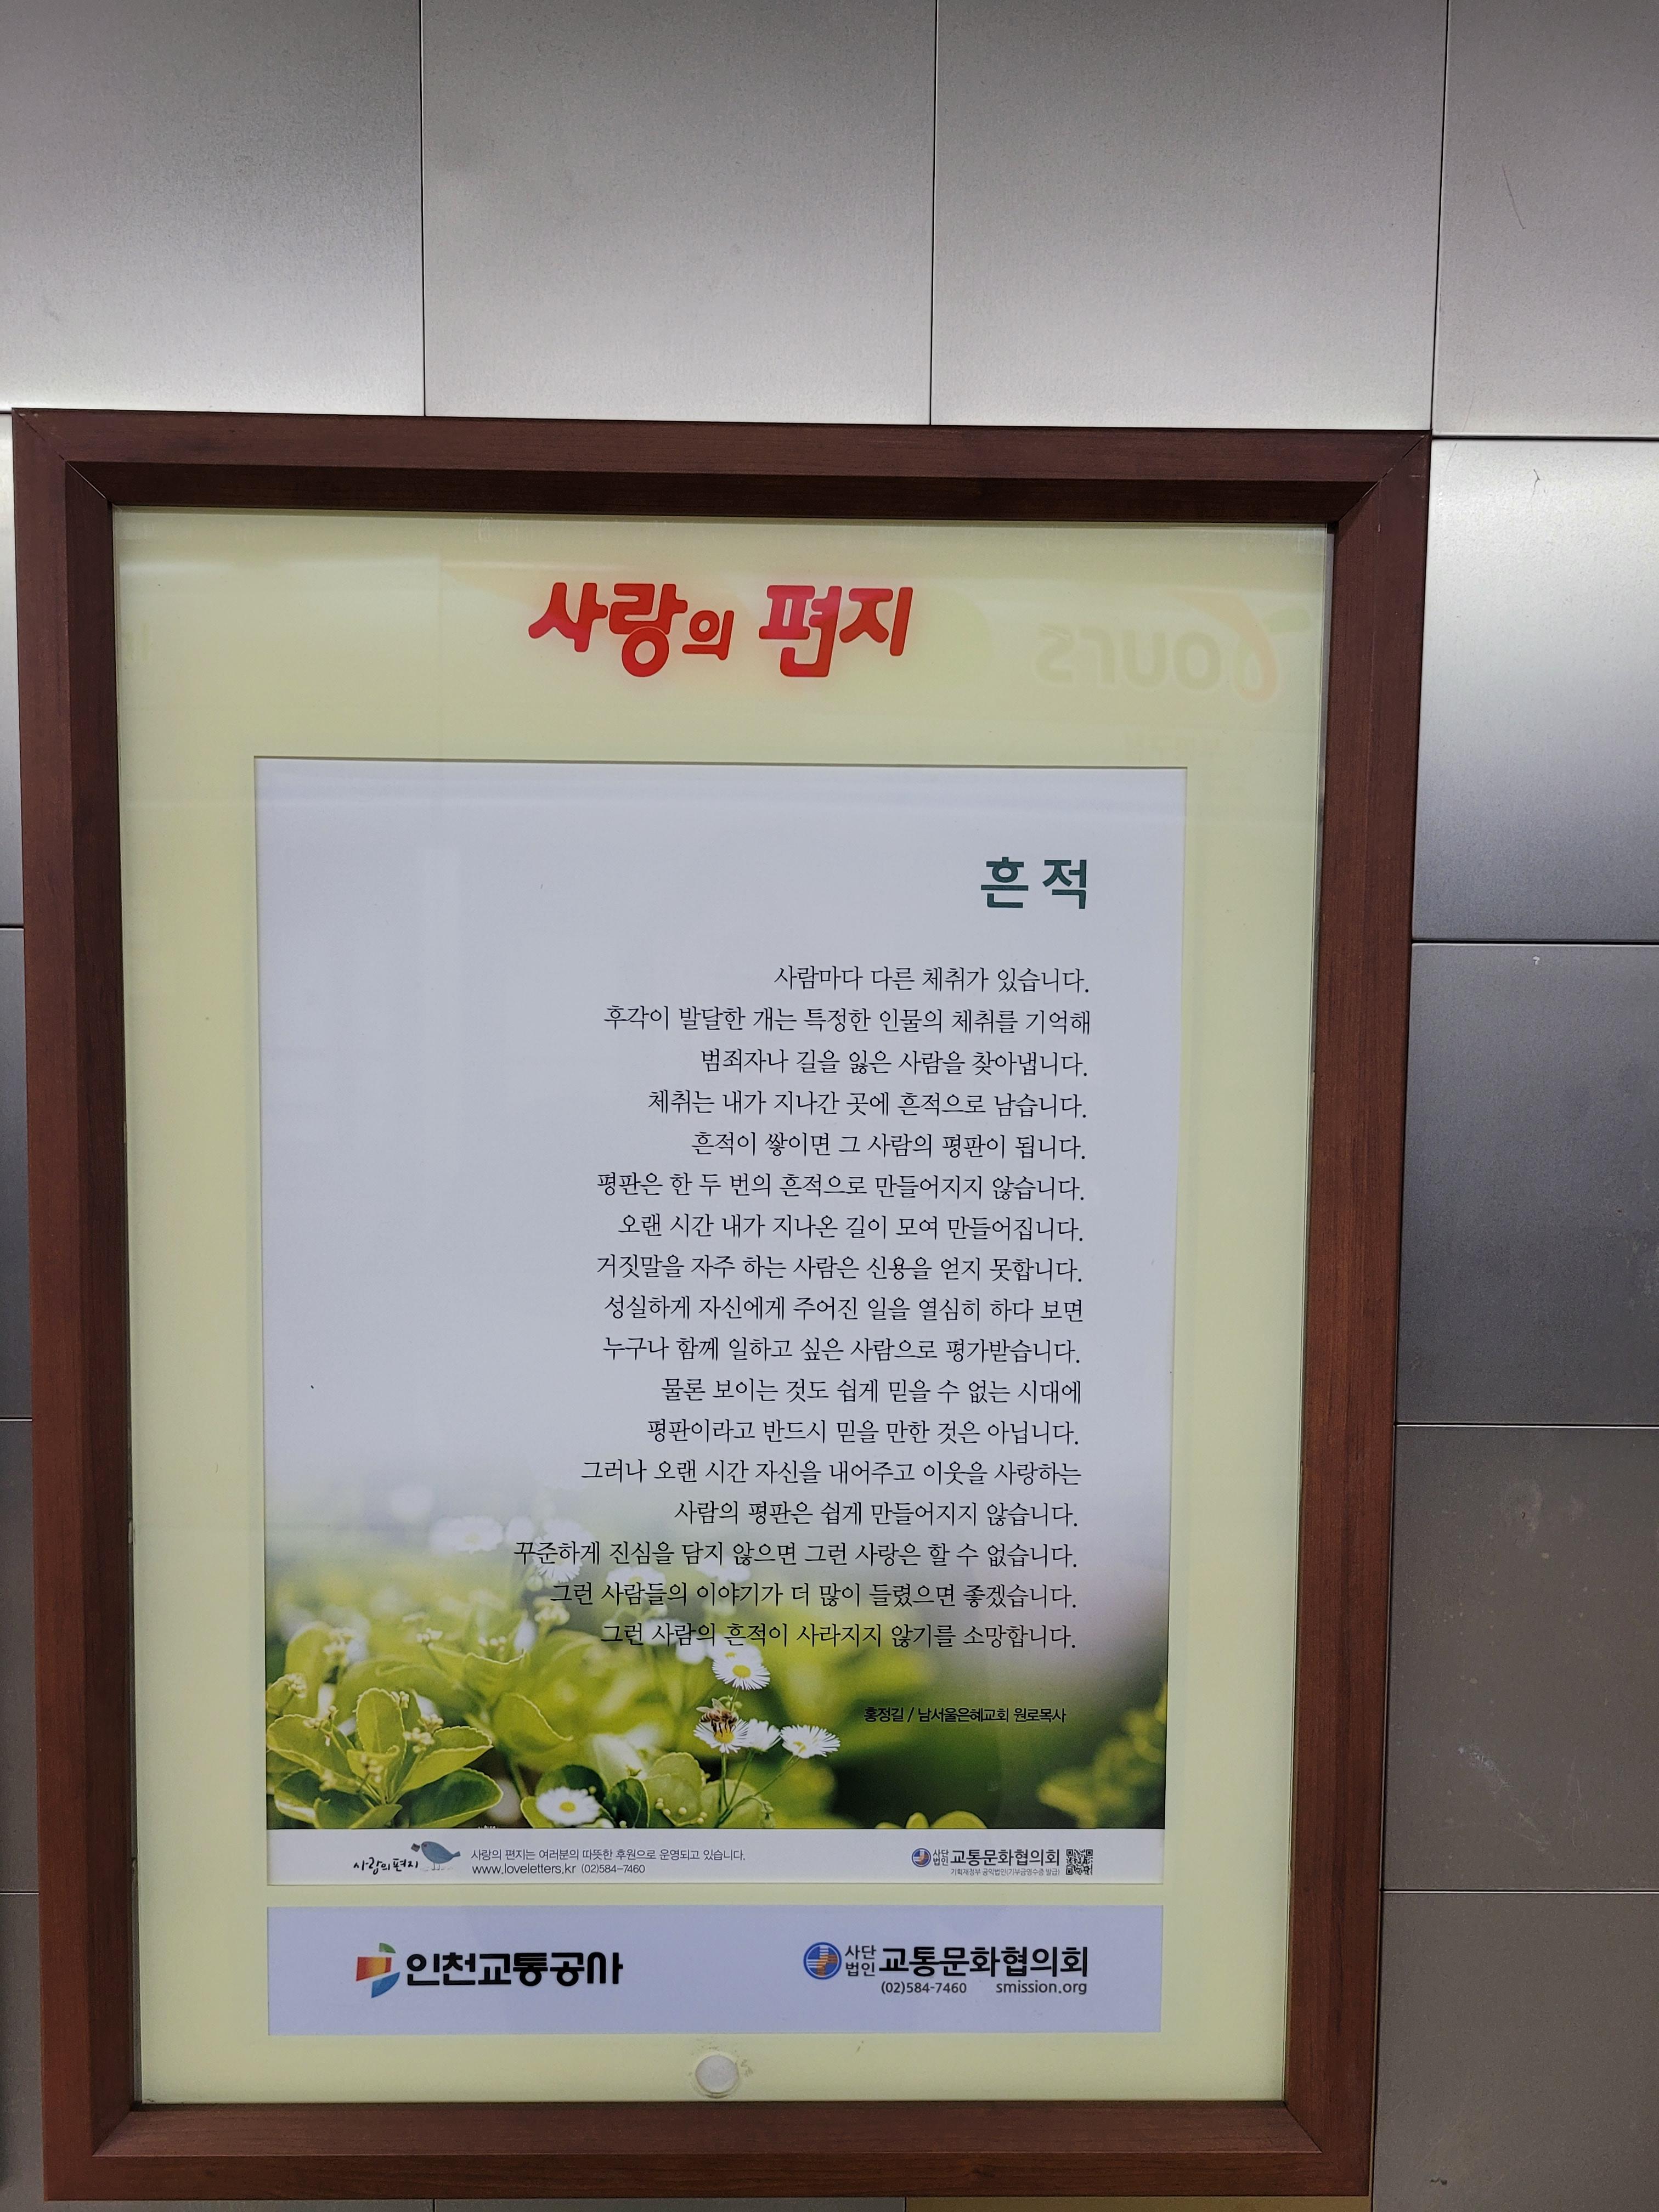 사랑의 편지
흔적
사람마다 다른 체취가 있습니다.
후각이 발달한 개는 특정한 인물의 체취를 기억해
범죄자나 길을 잃은 사람을 찾아냅니다.
체취는 내가 지나간 곳에 흔적으로 남습니다.
흔적이 쌓이면 그 사람의 평판이 됩니다.
평판은 한 두 번의 흔적으로 만들어지지 않습니다.
오랜 시간 내가 지나온 길이 모여 만들어집니다.
거짓말을 자주 하는 사람은 신용을 얻지 못합니다.
성실하게 자신에게 주어진 일을 열심히 하다 보면
누구나 함께 일하고 싶은 사람으로 평가받습니다.
물론 보이는 것도 쉽게 믿을 수 없는 시대에
평판이라고 반드시 믿을 만한 것은 아닙니다.
그러나 오랜 시간 자신을 내어주고 이웃을 사랑하는
사람의 평판은 쉽게 만들어지지 않습니다.
꾸준하게 진심을 담지 않으면 그런 사랑은 할 수 없습니다.
그런 사람들의 이야기가 더 많이 들렸으면 좋겠습니다.
그런 사람의 흔적이 사라지지 않기를 소망합니다.
홍정길 / 남서울은혜교회 원로목사
사랑의 편지
사랑의 편지는 여러분의 따뜻한 후원으로 운영되고 있습니다.
www.loveletters.kr (02)584-7460
사단법인 교통문화협의회
기획재정부 공익법인(기부금영수증 발급)
인천교통공사
사단법인 교통문화협의회
(02)584-7460 smission.org